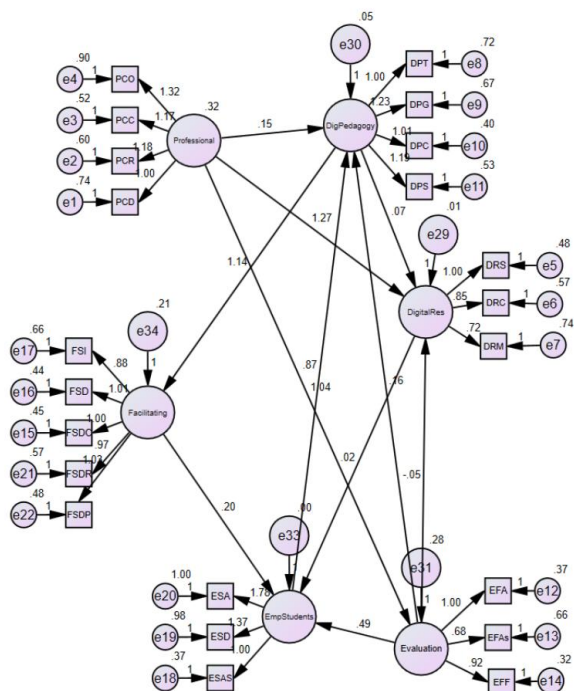 .05
e30
.90
e4
1
PCO
1.32
.52
e3
1
PCC
1.17
.32
Professional
.60
e2
1
PCR
1.18
.74
e1
1
PCD
1.00
.15
1
DigPedagogy
1.00
DPT
1
.72
e8
1.23
DPG
1
.67
e9
1.01
DPC
1
.40
e10
1.19
DPS
1
.53
e11
.07
.01
e29
1.27
1
DigitalRes
1.00
DRS
1
.48
e5
.85
DRC
1
.57
e6
.72
DRM
1
.74
e7
1.14
.21
e34
1
Facilitating
.66
e17
1
FSI
.88
.44
e16
1
FSD
1.01
.45
e15
1
FSDC
1.00
.57
e21
1
FSDR
.97
.48
e22
1
FSDP
1.03
.87
1.04
.16
.02
-.05
.20
.00
e33
1
EmpStudents
1.00
e20
1
ESA
1.78
.98
e19
1
ESD
1.37
.37
e18
1
ESAS
1.00
.49
.28
e31
1
Evaluation
1.00
EFA
1
.37
e12
.68
EFAs
1
.66
e13
.92
EFF
1
.32
e14